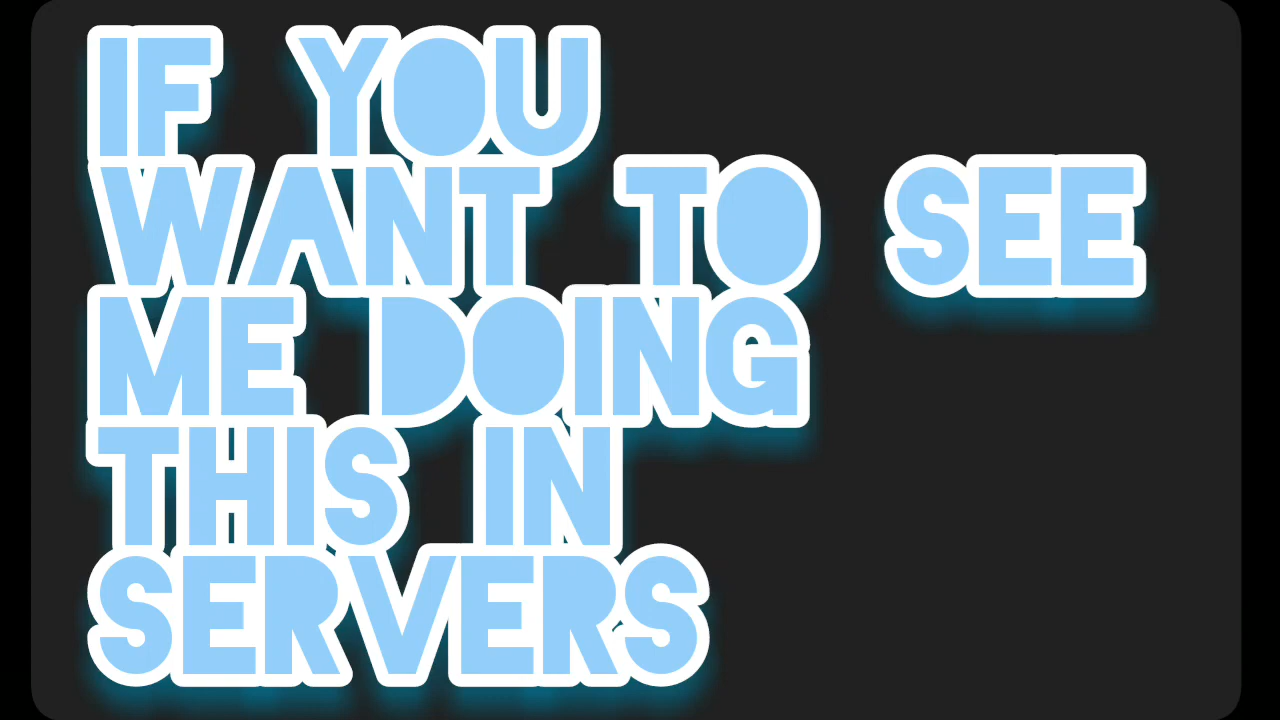 IF YOU
WANT TO SEE
ME DOING
THIS IN
SERVERS